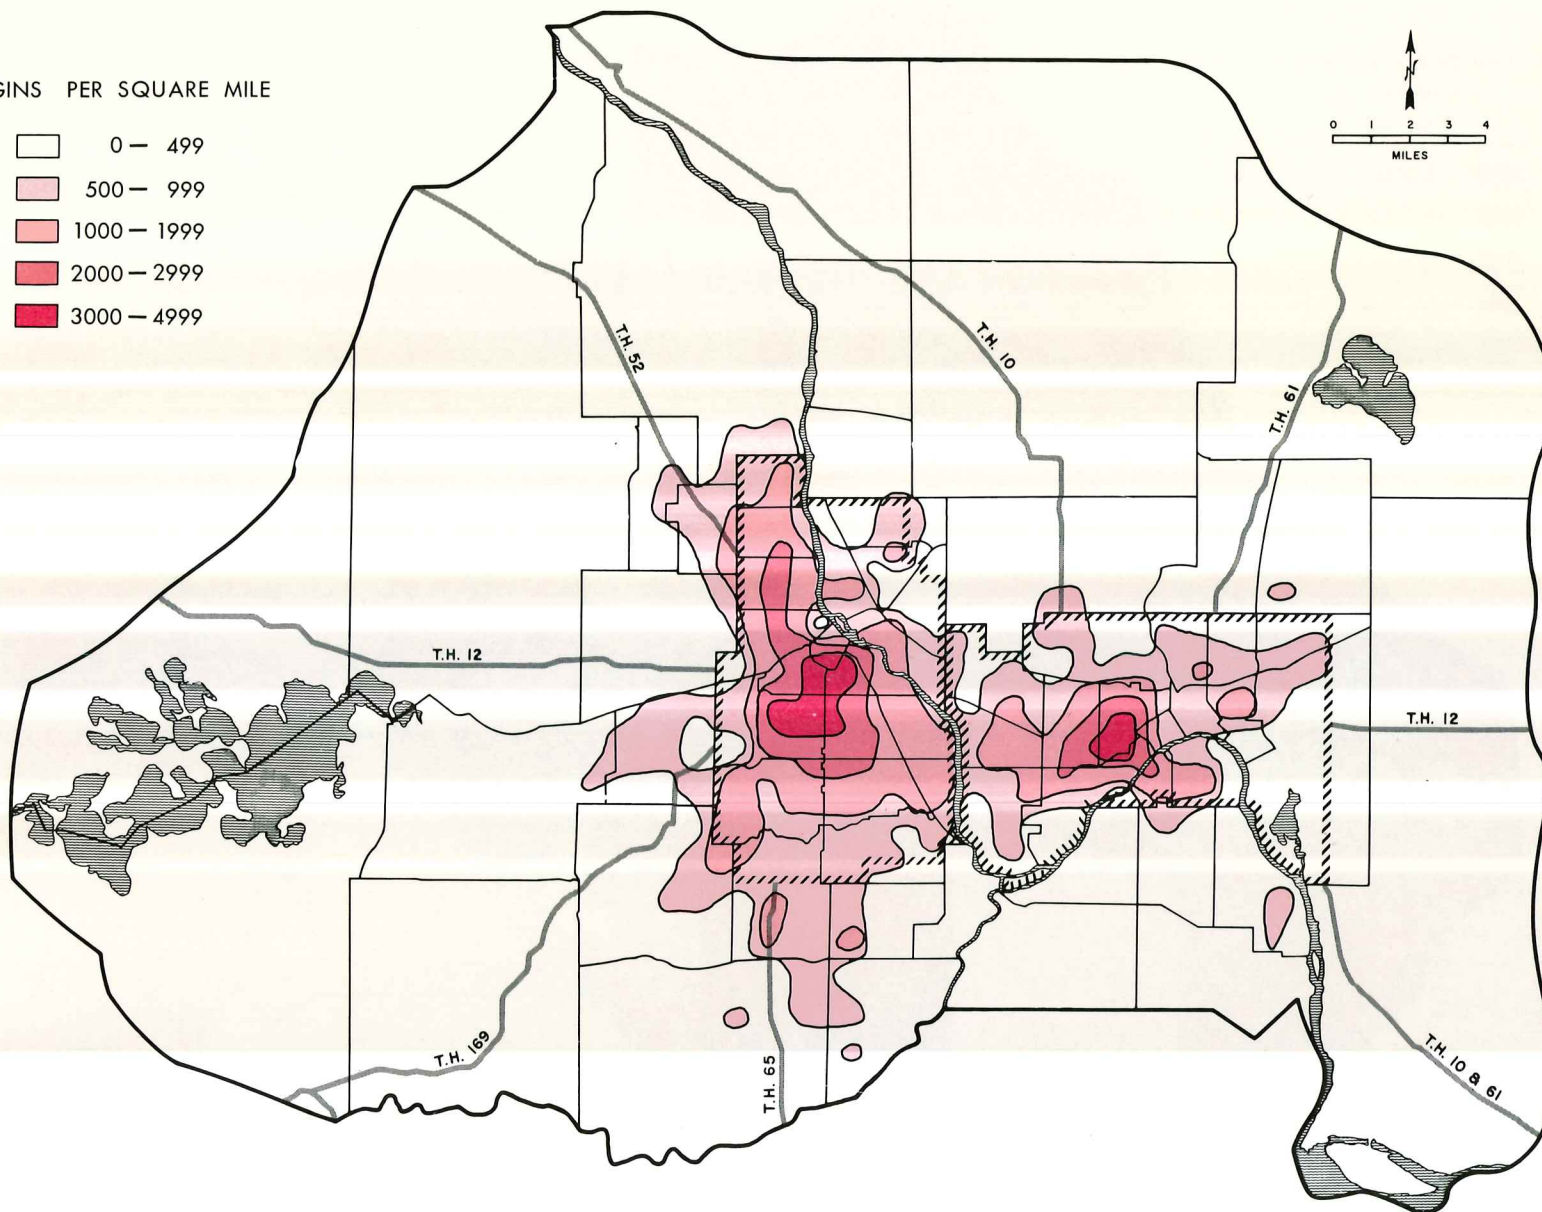 GINS PER SQUARE MILE
0 — 499
500 — 999
1000 — 1999
2000 — 2999
3000 — 4999
N
0 1 2 3 4
MILES
T.H. 52
T.H. 10
T.H. 61
T.H. 12
T.H. 12
T.H. 169
T.H. 65
T.H. 10 & 61